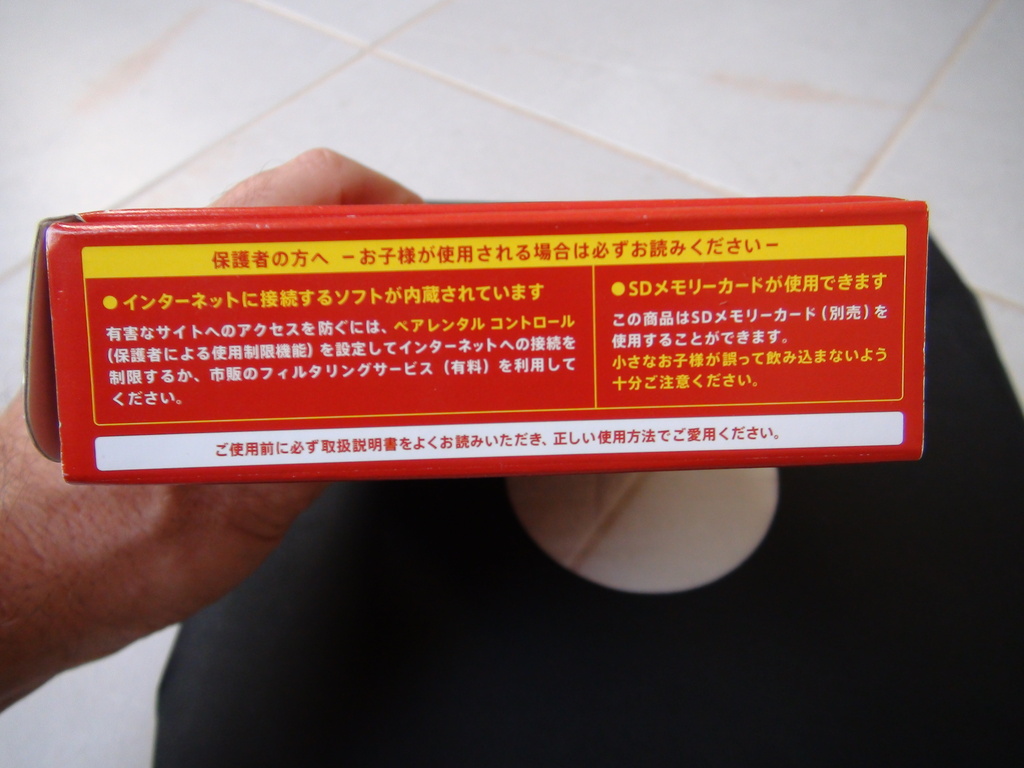 保護者の方へ －お子様が使用される場合は必ずお読みください－
●インターネットに接続するソフトが内蔵されています
有害なサイトへのアクセスを防ぐには、ペアレンタル コントロール
(保護者による使用制限機能)を設定してインターネットへの接続を
制限するか、市販のフィルタリングサービス(有料)を利用して
ください。
●SDメモリーカードが使用できます
この商品はSDメモリーカード(別売)を
使用することができます。
小さなお子様が誤って飲み込まないよう
十分ご注意ください。
ご使用前に必ず取扱説明書をよくお読みいただき、正しい使用方法でご愛用ください。